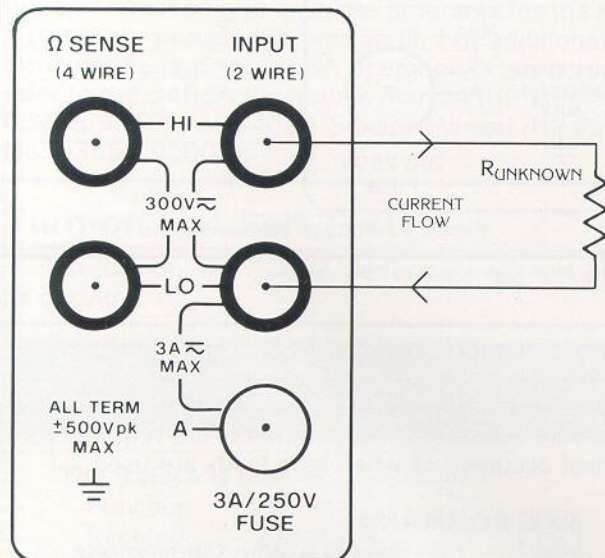 Ω SENSE
(4 WIRE)
INPUT
(2 WIRE)
HI
300V⎓
MAX
LO
3A⎓
MAX
ALL TERM
±500Vpk
MAX
A
3A/250V
FUSE
CURRENT
FLOW
RUNKNOWN